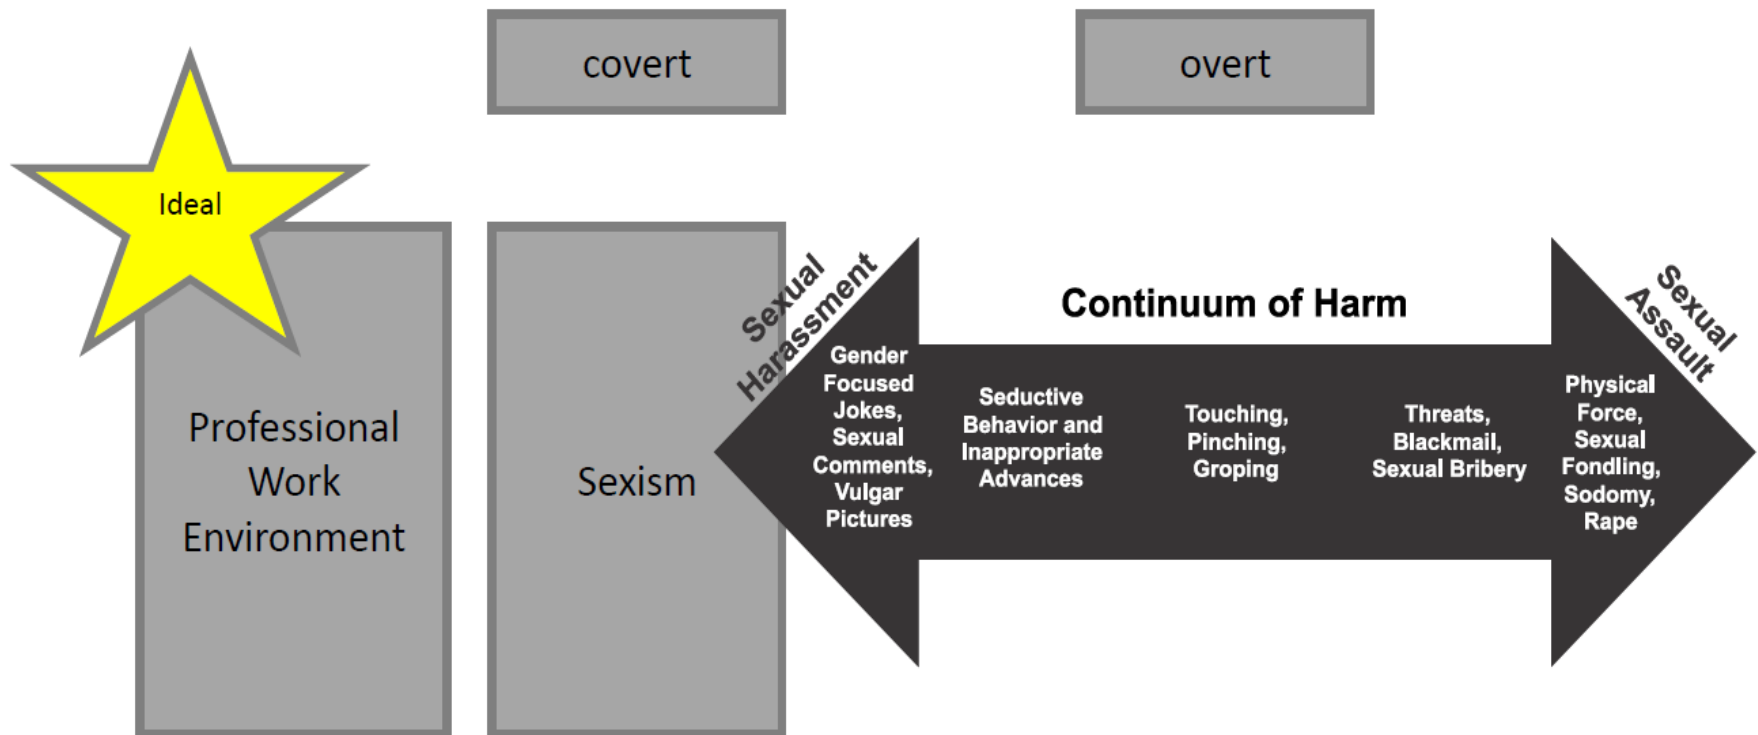 covert
overt
Ideal
Professional
Work
Environment
Sexism
Sexual
Harassment
Continuum of Harm
Sexual
Assault
Gender
Focused
Jokes,
Sexual
Comments,
Vulgar
Pictures
Seductive
Behavior and
Inappropriate
Advances
Touching,
Pinching,
Groping
Threats,
Blackmail,
Sexual Bribery
Physical
Force,
Sexual
Fondling,
Sodomy,
Rape